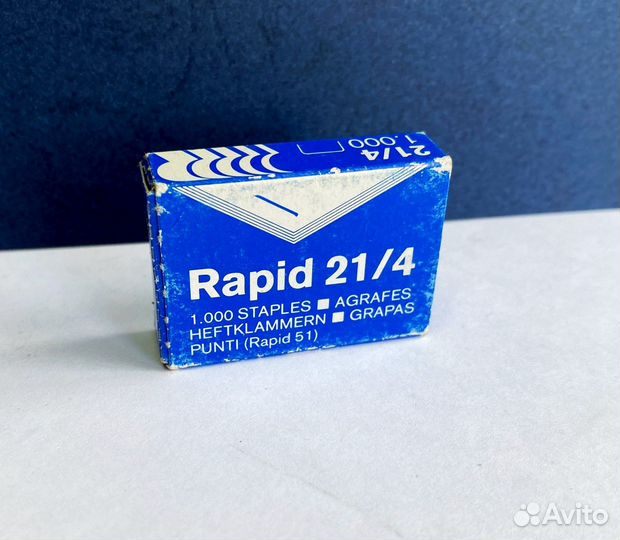 21/4
1.000
Rapid 21/4
1.000 STAPLES ■ AGRAFES
HEFTKLAMMERN ■ GRAPAS
PUNTI (Rapid 51)
Avito